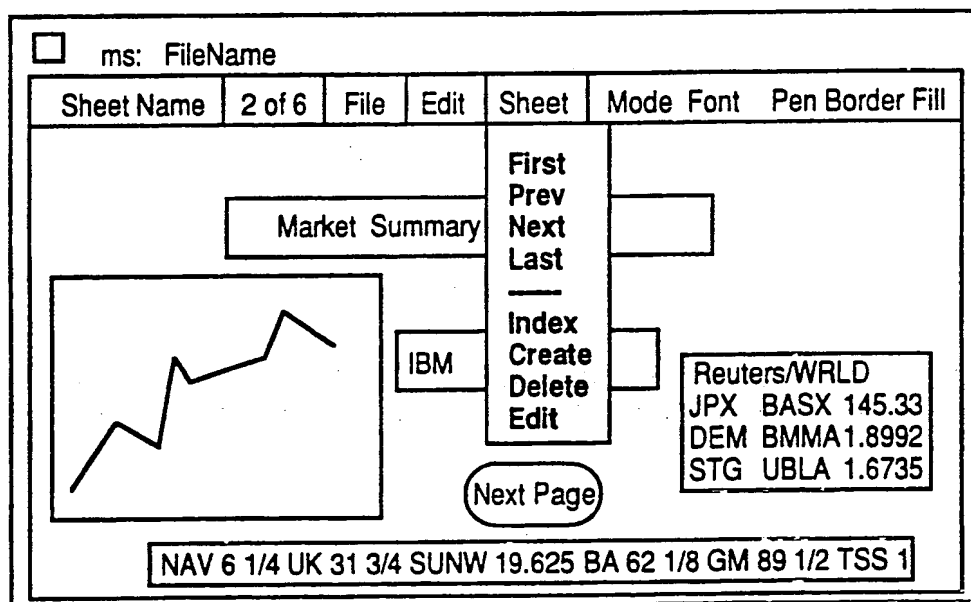 ms: FileName
Sheet Name 2 of 6 File Edit Sheet Mode Font Pen Border Fill
First
Prev
Market Summary Next
Last
Index
IBM Create
Delete
Edit
Reuters/WRLD
JPX BASX 145.33
DEM BMMA 1.8992
STG UBLA 1.6735
Next Page
NAV 6 1/4 UK 31 3/4 SUNW 19.625 BA 62 1/8 GM 89 1/2 TSS 1